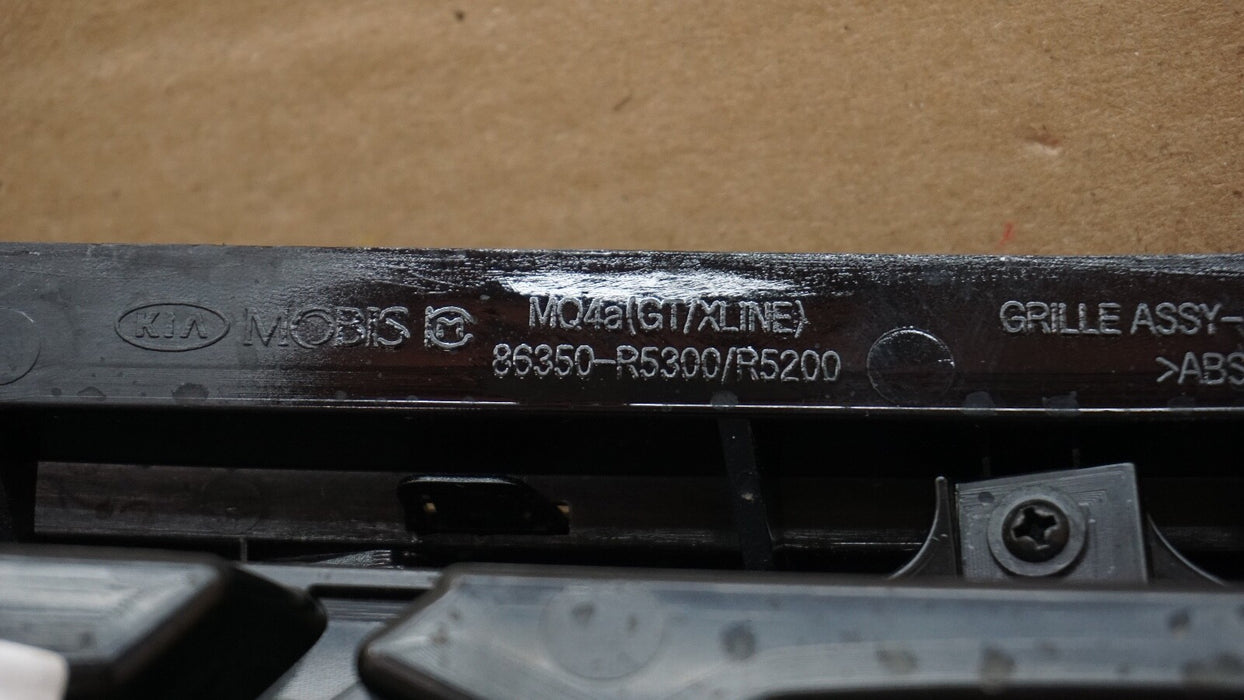 KIA MOBIS MQ4a(GT/XLINE) GRILLE ASSY-
86350-R5300/R5200 >ABS